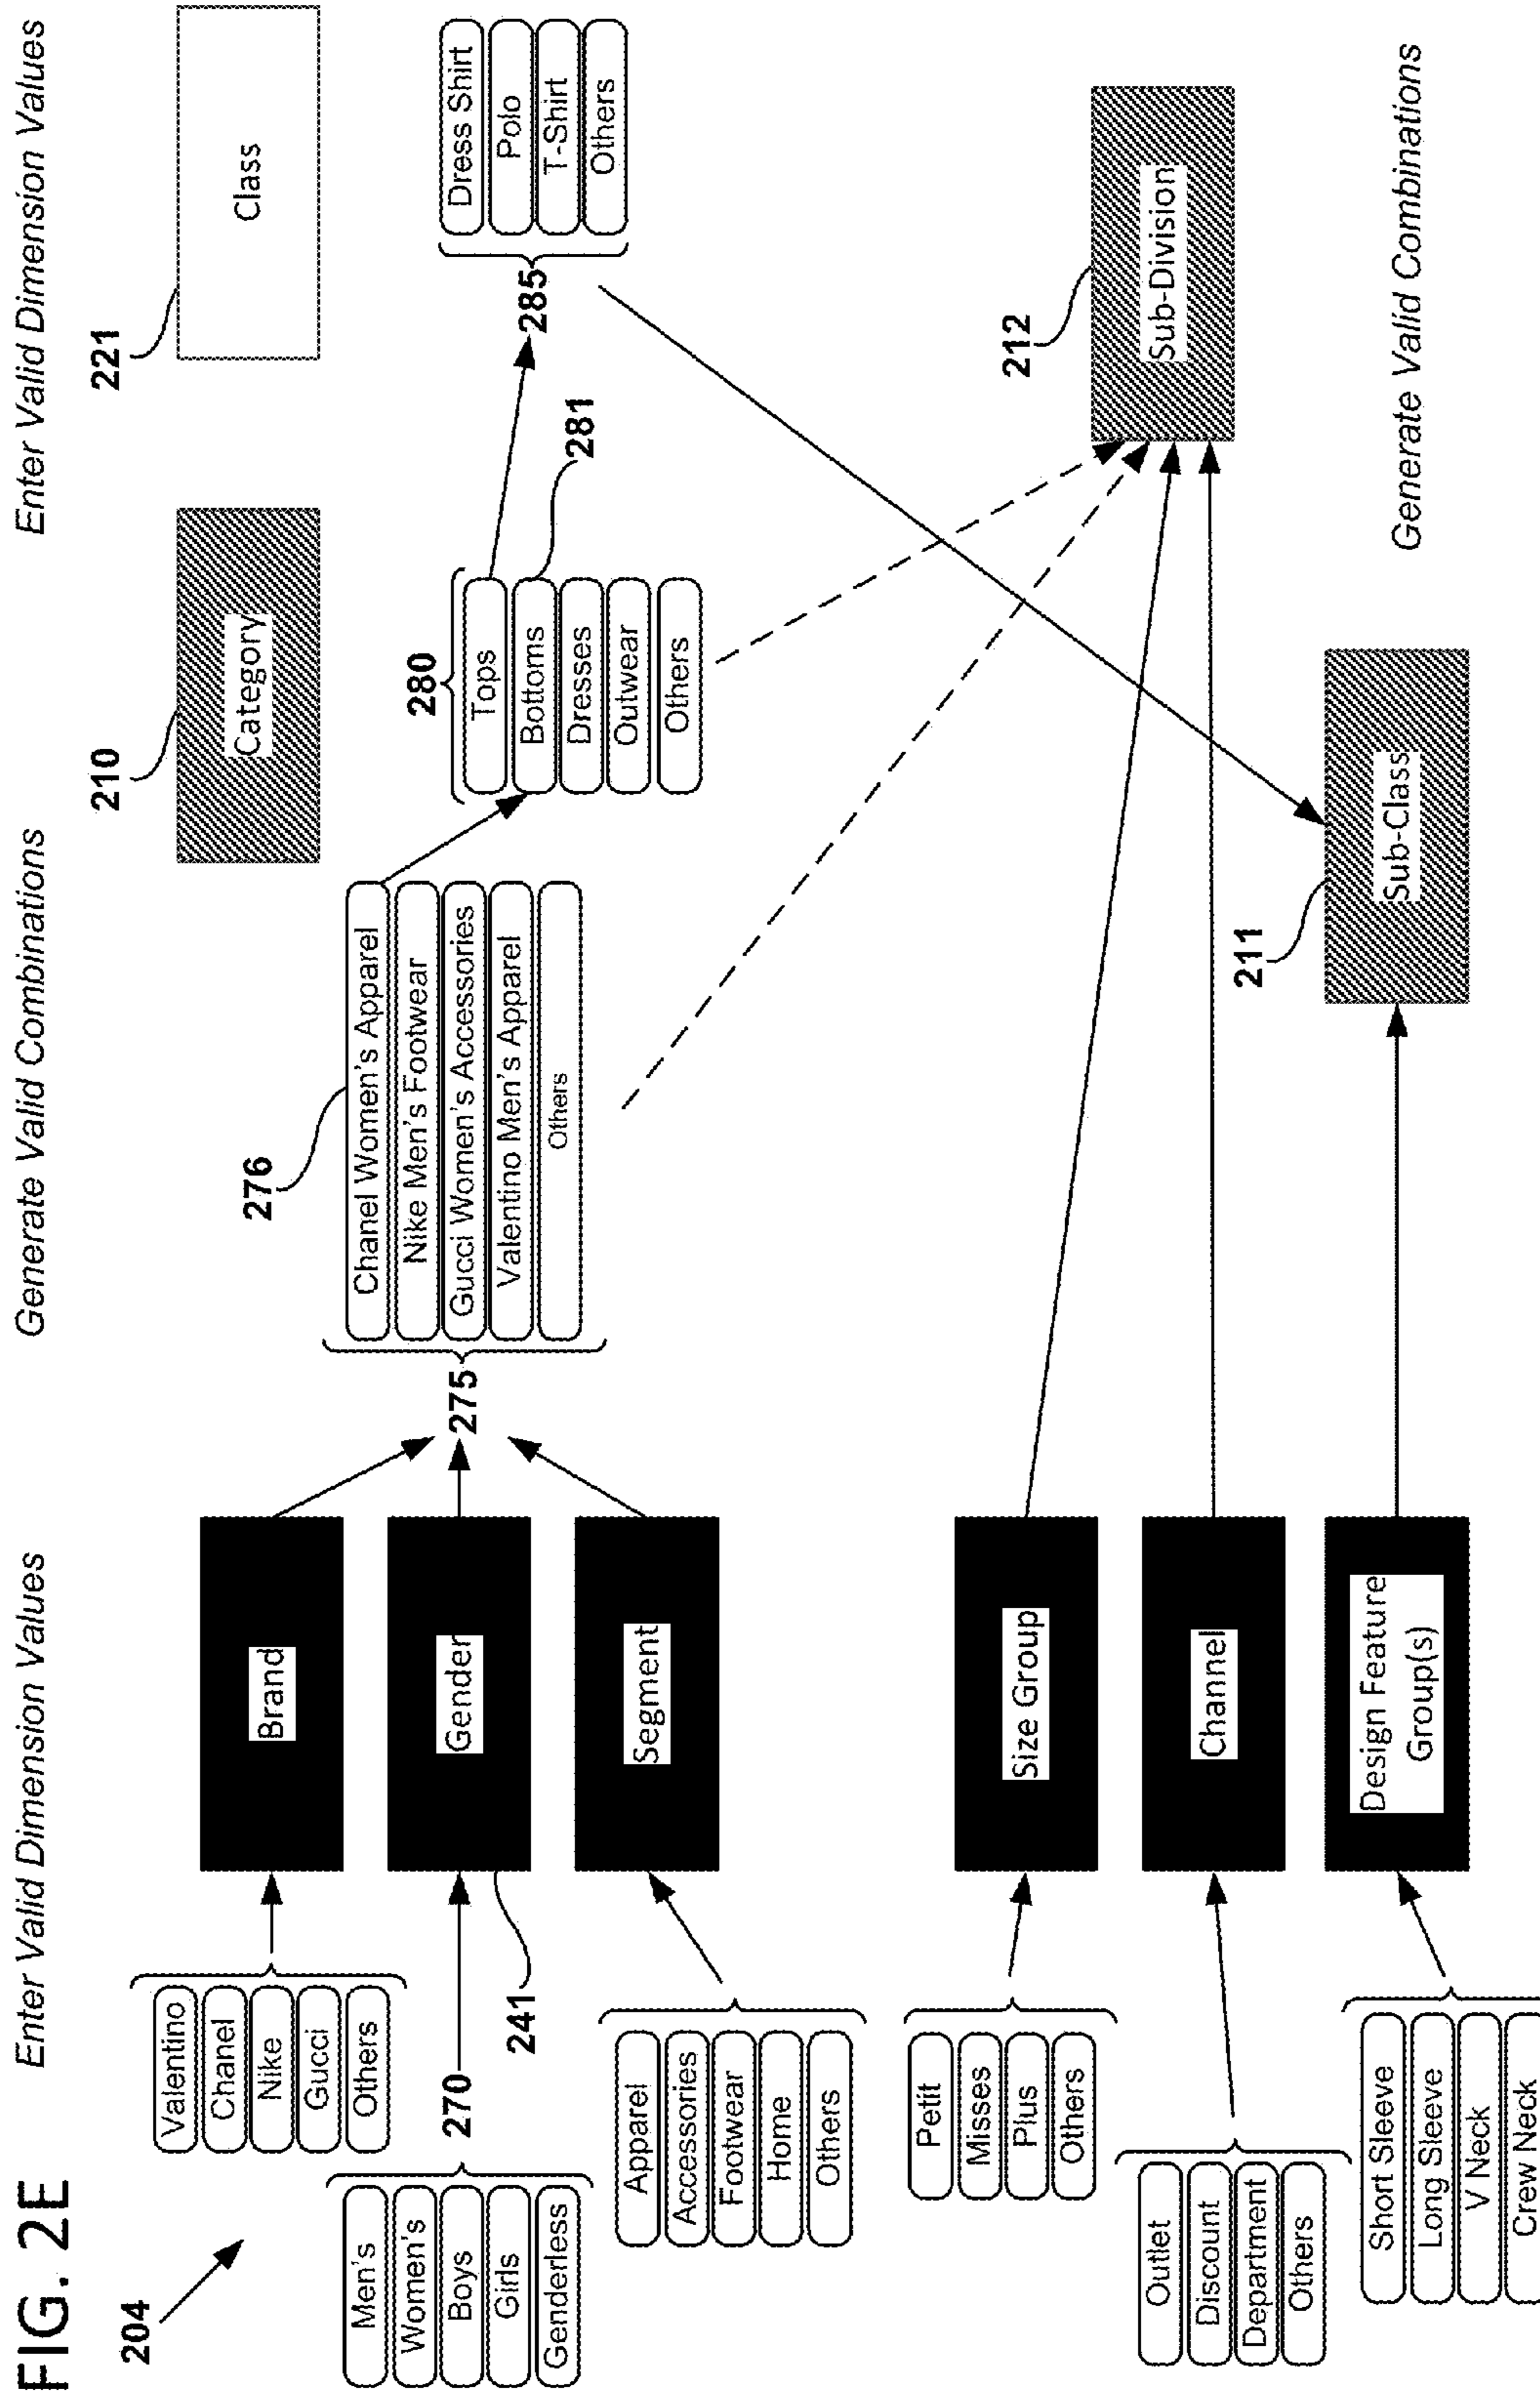 FIG. 2E
204
Enter Valid Dimension Values
Generate Valid Combinations
Enter Valid Dimension Values
Valentino
Chanel
Nike
Gucci
Others
Brand
Men's
Women's
Boys
Girls
Genderless
270
241
Gender
Apparel
Accessories
Footwear
Home
Others
Segment
275
276
Chanel Women's Apparel
Nike Men's Footwear
Gucci Women's Accessories
Valentino Men's Apparel
Others
210
Category
280
Tops
Bottoms
Dresses
Outwear
Others
281
221
Class
285
Dress Shirt
Polo
T-Shirt
Others
Petit
Misses
Plus
Others
Size Group
Outlet
Discount
Department
Others
Channel
212
Sub-Division
Short Sleeve
Long Sleeve
V Neck
Crew Neck
Design Feature
Group(s)
211
Sub-Class
Generate Valid Combinations